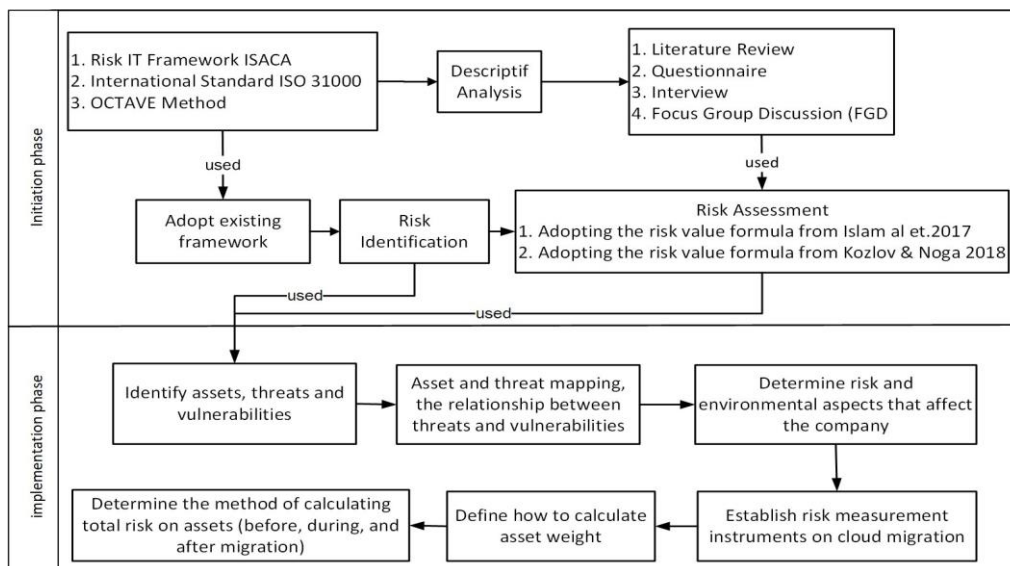 Initiation phase
1. Risk IT Framework ISACA
2. International Standard ISO 31000
3. OCTAVE Method
Descriptif
Analysis
1. Literature Review
2. Questionnaire
3. Interview
4. Focus Group Discussion (FGD
used
used
Adopt existing
framework
Risk
Identification
Risk Assessment
1. Adopting the risk value formula from Islam al et.2017
2. Adopting the risk value formula from Kozlov & Noga 2018
used
used
implementation phase
Identify assets, threats and
vulnerabilities
Asset and threat mapping,
the relationship between
threats and vulnerabilities
Determine risk and
environmental aspects that affect
the company
Determine the method of calculating
total risk on assets (before, during, and
after migration)
Define how to calculate
asset weight
Establish risk measurement
instruments on cloud migration